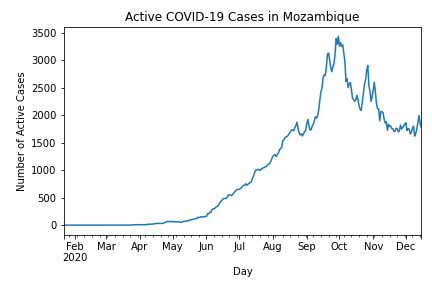 Active COVID-19 Cases in Mozambique
Number of Active Cases
3500
3000
2500
2000
1500
1000
500
0
Feb Mar Apr May Jun Jul Aug Sep Oct Nov Dec
2020
Day